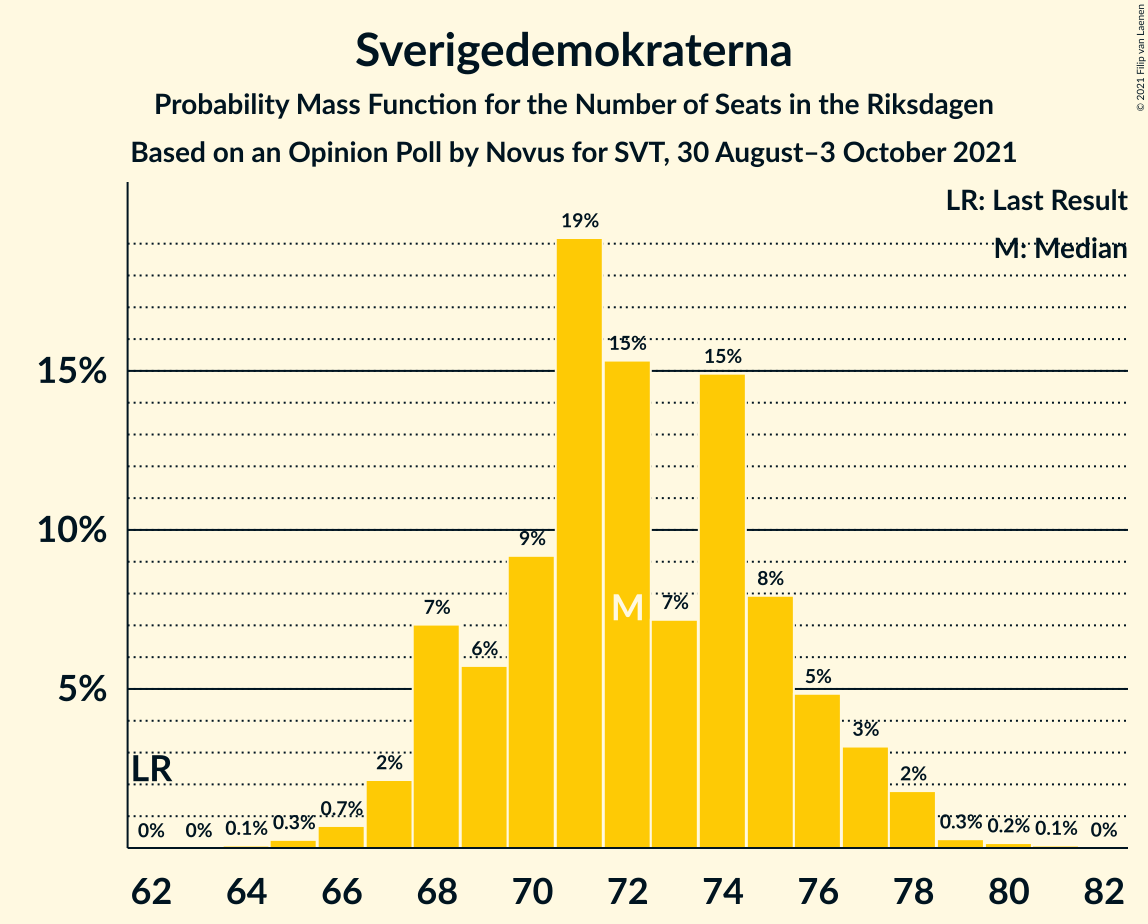 © 2021 Filip van Laenen
Sverigedemokraterna
Probability Mass Function for the Number of Seats in the Riksdagen
Based on an Opinion Poll by Novus for SVT, 30 August–3 October 2021
LR: Last Result
M: Median
19%
15%
15%
15%
10%
9%
8%
7%
M
7%
6%
5%
5%
3%
2%
LR
2%
0% 0% 0.1% 0.3% 0.7% 0.3% 0.2% 0.1% 0%
62 64 66 68 70 72 74 76 78 80 82